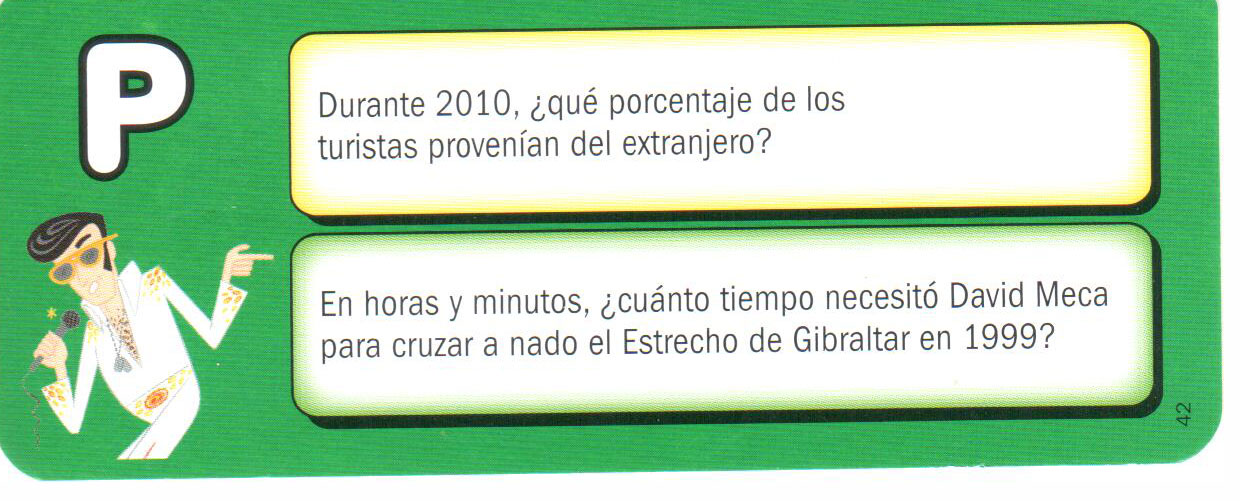 P
Durante 2010, ¿qué porcentaje de los
turistas provenían del extranjero?
En horas y minutos, ¿cuánto tiempo necesitó David Meca
para cruzar a nado el Estrecho de Gibraltar en 1999?
42